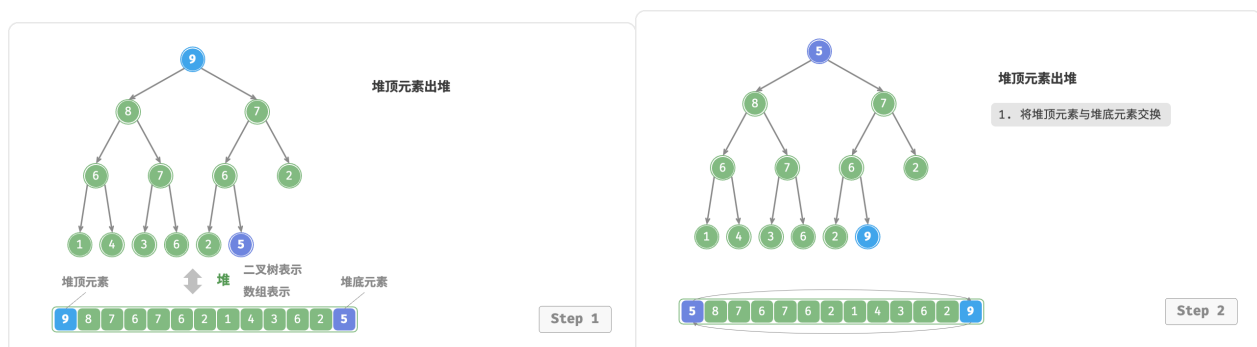 9
堆顶元素出堆
8 7
6 7 6 2
1 4 3 6 2 5
堆顶元素
堆
二叉树表示
数组表示
堆底元素
9 8 7 6 7 6 2 1 4 3 6 2 5
Step 1
5
堆顶元素出堆
8 7
1. 将堆顶元素与堆底元素交换
6 7 6 2
1 4 3 6 2 9
5 8 7 6 7 6 2 1 4 3 6 2 9
Step 2